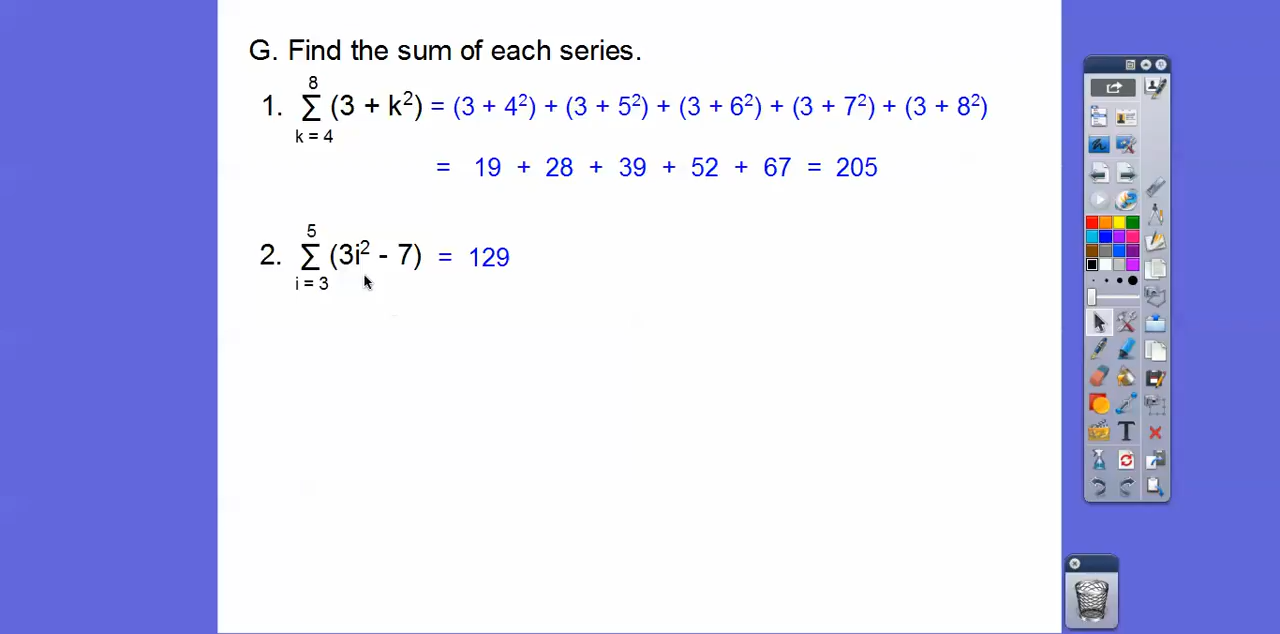 G. Find the sum of each series.
8
1. Σ (3 + k²) = (3 + 4²) + (3 + 5²) + (3 + 6²) + (3 + 7²) + (3 + 8²)
k = 4
= 19 + 28 + 39 + 52 + 67 = 205
5
2. Σ (3i² - 7) = 129
i = 3
T